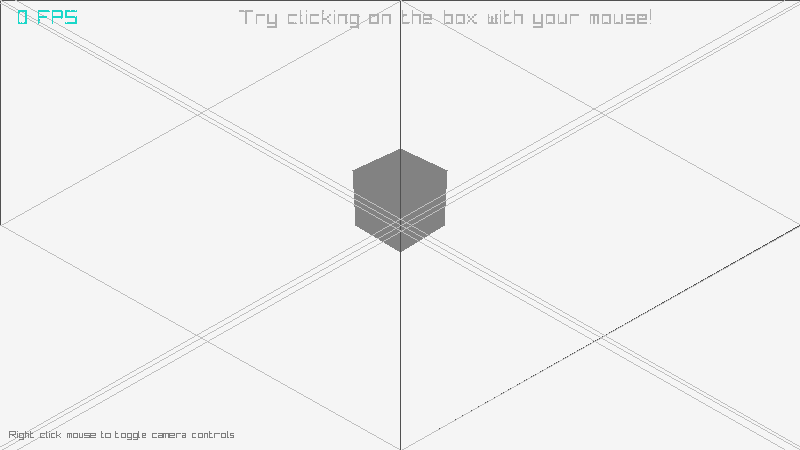 0 FPS
Try clicking on the box with your mouse!
Right click mouse to toggle camera controls